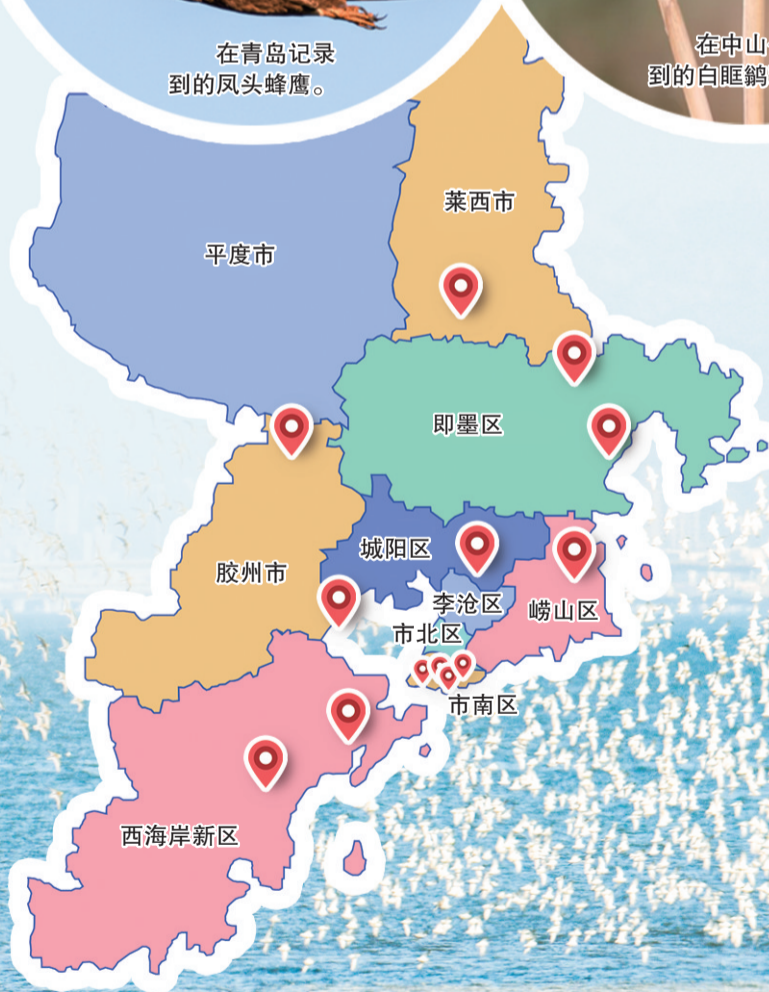 在青岛记录
到的凤头蜂鹰。
在中山
到的白眶鹟
莱西市
平度市
即墨区
城阳区
胶州市
李沧区
崂山区
市北区
市南区
西海岸新区